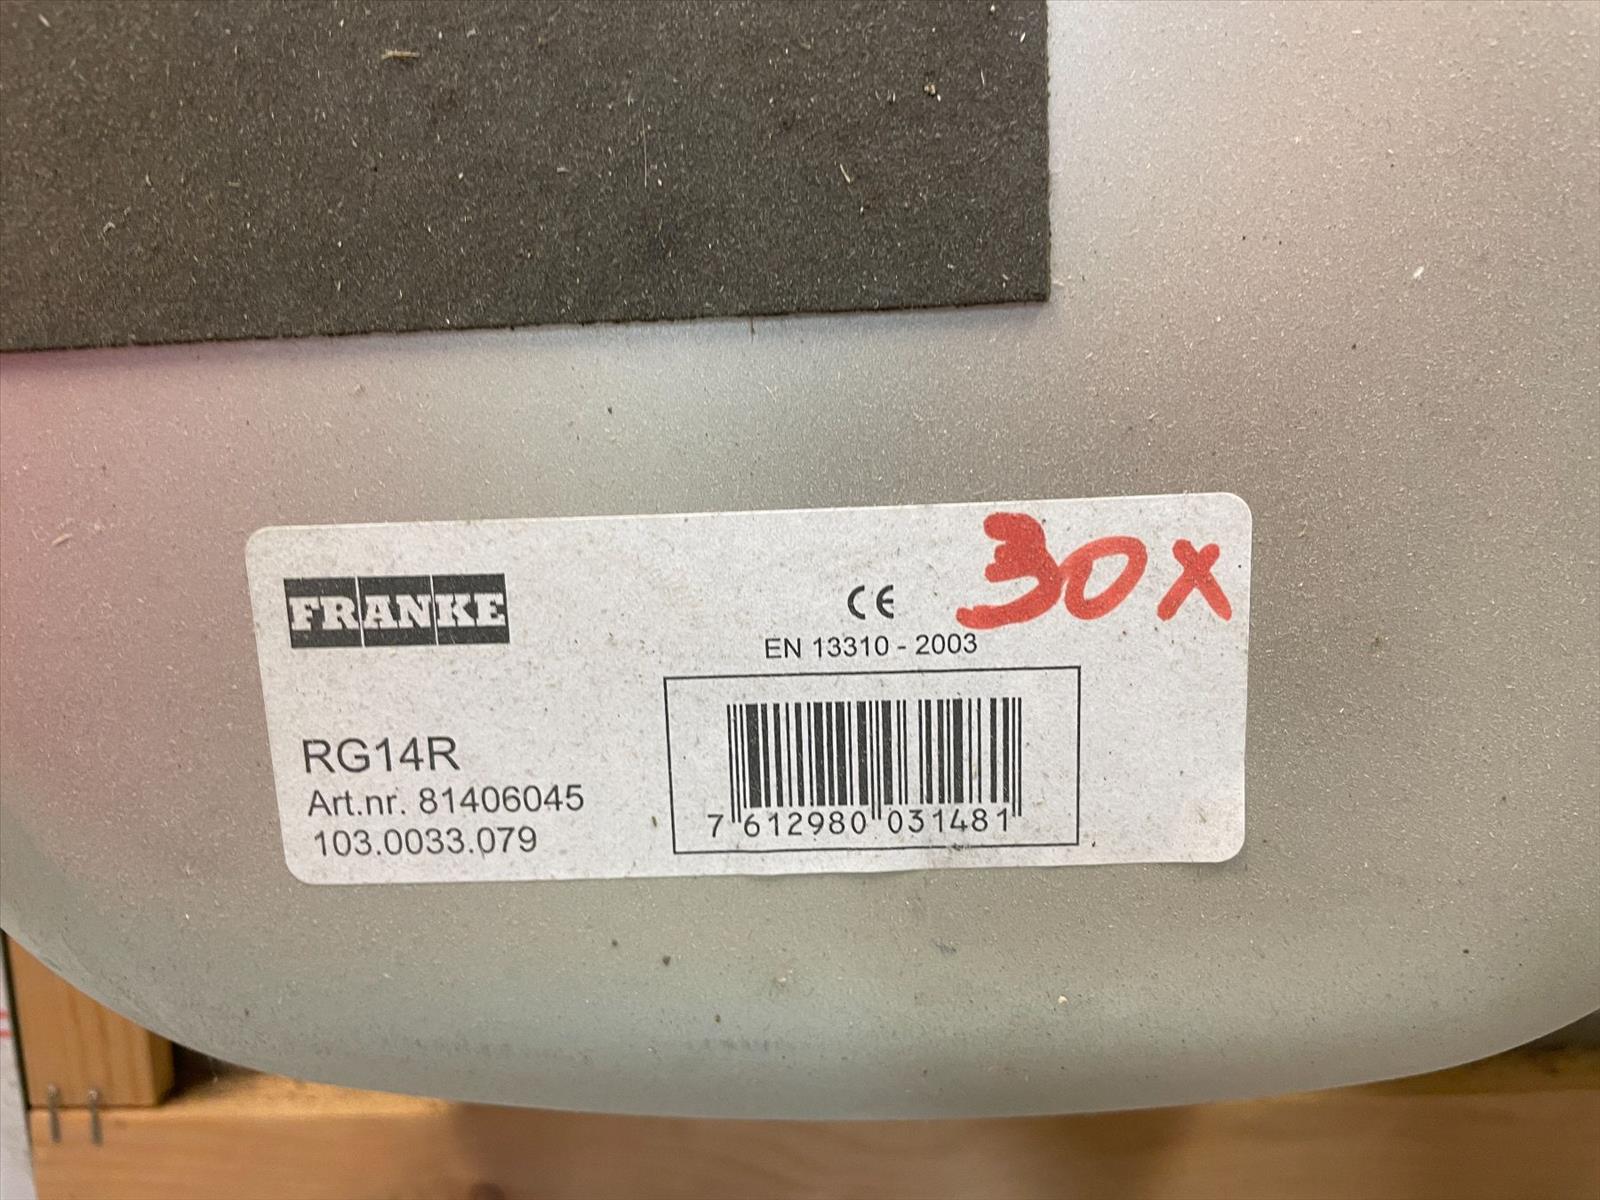 FRANKE
CE
30x
EN 13310 - 2003
RG14R
Art.nr. 81406045
103.0033.079
7 612980 031481